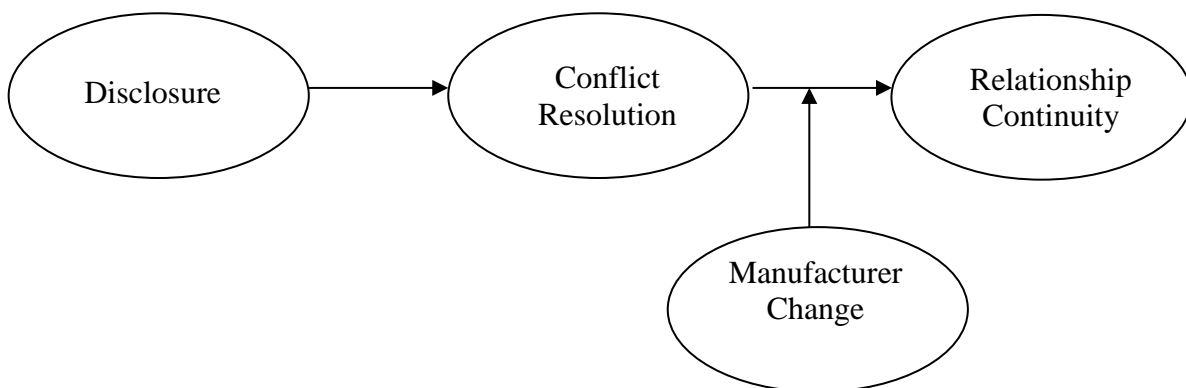 Disclosure
Conflict
Resolution
Relationship
Continuity
Manufacturer
Change